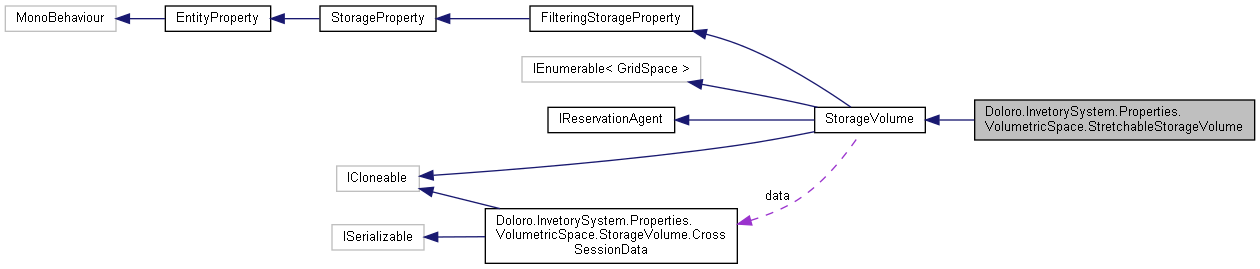 MonoBehaviour
EntityProperty
StorageProperty
FilteringStorageProperty
IEnumerable< GridSpace >
IReservationAgent
StorageVolume
Doloro.InvetorySystem.Properties.
VolumetricSpace.StretchableStorageVolume
ICloneable
data
ISerializable
Doloro.InvetorySystem.Properties.
VolumetricSpace.StorageVolume.Cross
SessionData